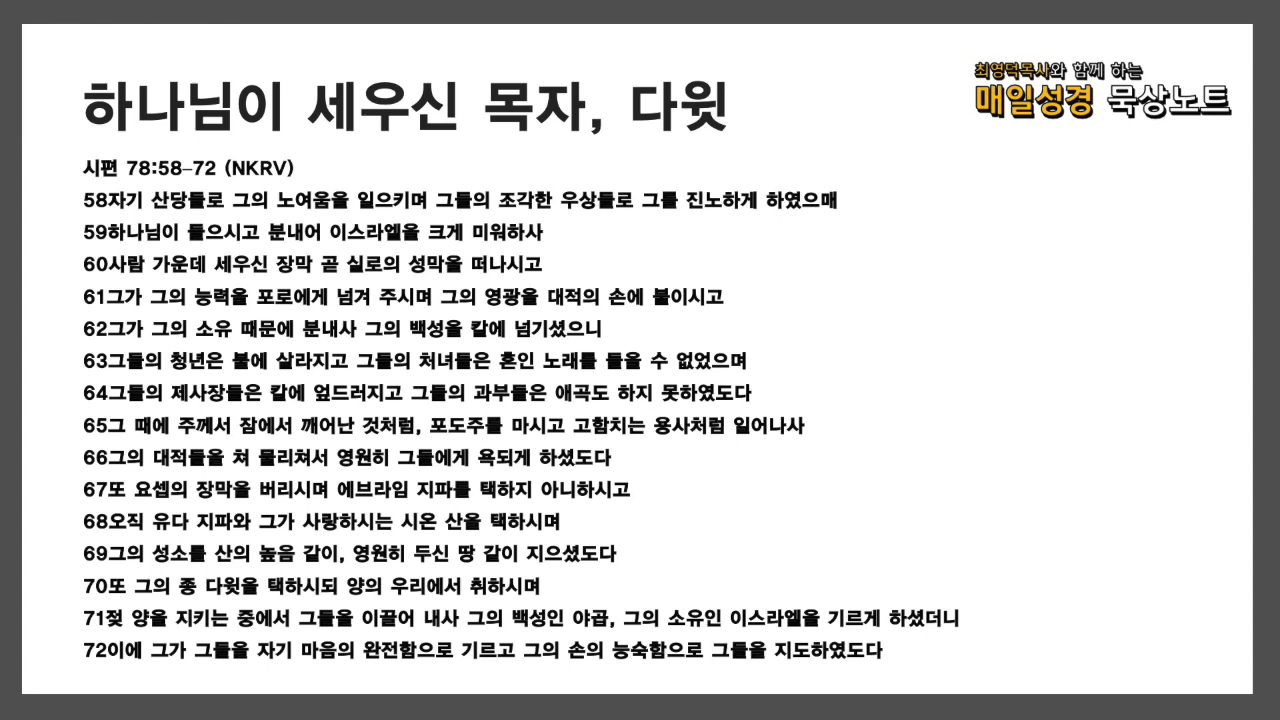 하나님이 세우신 목자, 다윗
최영덕목사와 함께 하는
매일성경 묵상노트
시편 78:58–72 (NKRV)
58자기 산당들로 그의 노여움을 일으키며 그들의 조각한 우상들로 그를 진노하게 하였으매
59하나님이 들으시고 분내어 이스라엘을 크게 미워하사
60사람 가운데 세우신 장막 곧 실로의 성막을 떠나시고
61그가 그의 능력을 포로에게 넘겨 주시며 그의 영광을 대적의 손에 붙이시고
62그가 그의 소유 때문에 분내사 그의 백성을 칼에 넘기셨으니
63그들의 청년은 불에 살라지고 그들의 처녀들은 혼인 노래를 들을 수 없었으며
64그들의 제사장들은 칼에 엎드러지고 그들의 과부들은 애곡도 하지 못하였도다
65그 때에 주께서 잠에서 깨어난 것처럼, 포도주를 마시고 고함치는 용사처럼 일어나사
66그의 대적들을 쳐 물리쳐서 영원히 그들에게 욕되게 하셨도다
67또 요셉의 장막을 버리시며 에브라임 지파를 택하지 아니하시고
68오직 유다 지파와 그가 사랑하시는 시온 산을 택하시며
69그의 성소를 산의 높음 같이, 영원히 두신 땅 같이 지으셨도다
70또 그의 종 다윗을 택하시되 양의 우리에서 취하시며
71젖 양을 지키는 중에서 그들을 이끌어 내사 그의 백성인 야곱, 그의 소유인 이스라엘을 기르게 하셨더니
72이에 그가 그들을 자기 마음의 완전함으로 기르고 그의 손의 능숙함으로 그들을 지도하였도다